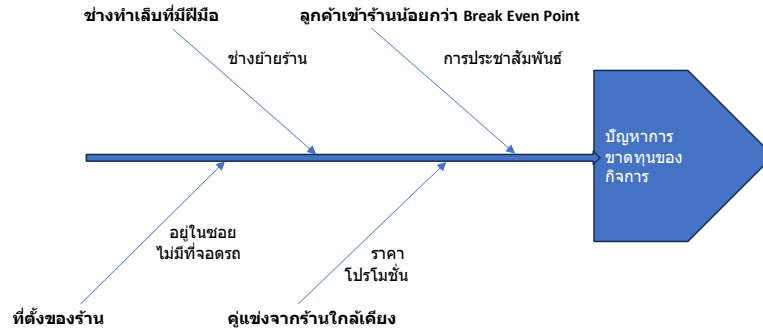 ช่างทำเล็บที่มีฝีมือ
ลูกค้าเข้าร้านน้อยกว่า Break Even Point
ช่างย้ายร้าน
การประชาสัมพันธ์
ปัญหาการ
ขาดทุนของ
กิจการ
อยู่ในซอย
ไม่มีที่จอดรถ
ราคา
โปรโมชั่น
ที่ตั้งของร้าน
คู่แข่งจากร้านใกล้เคียง